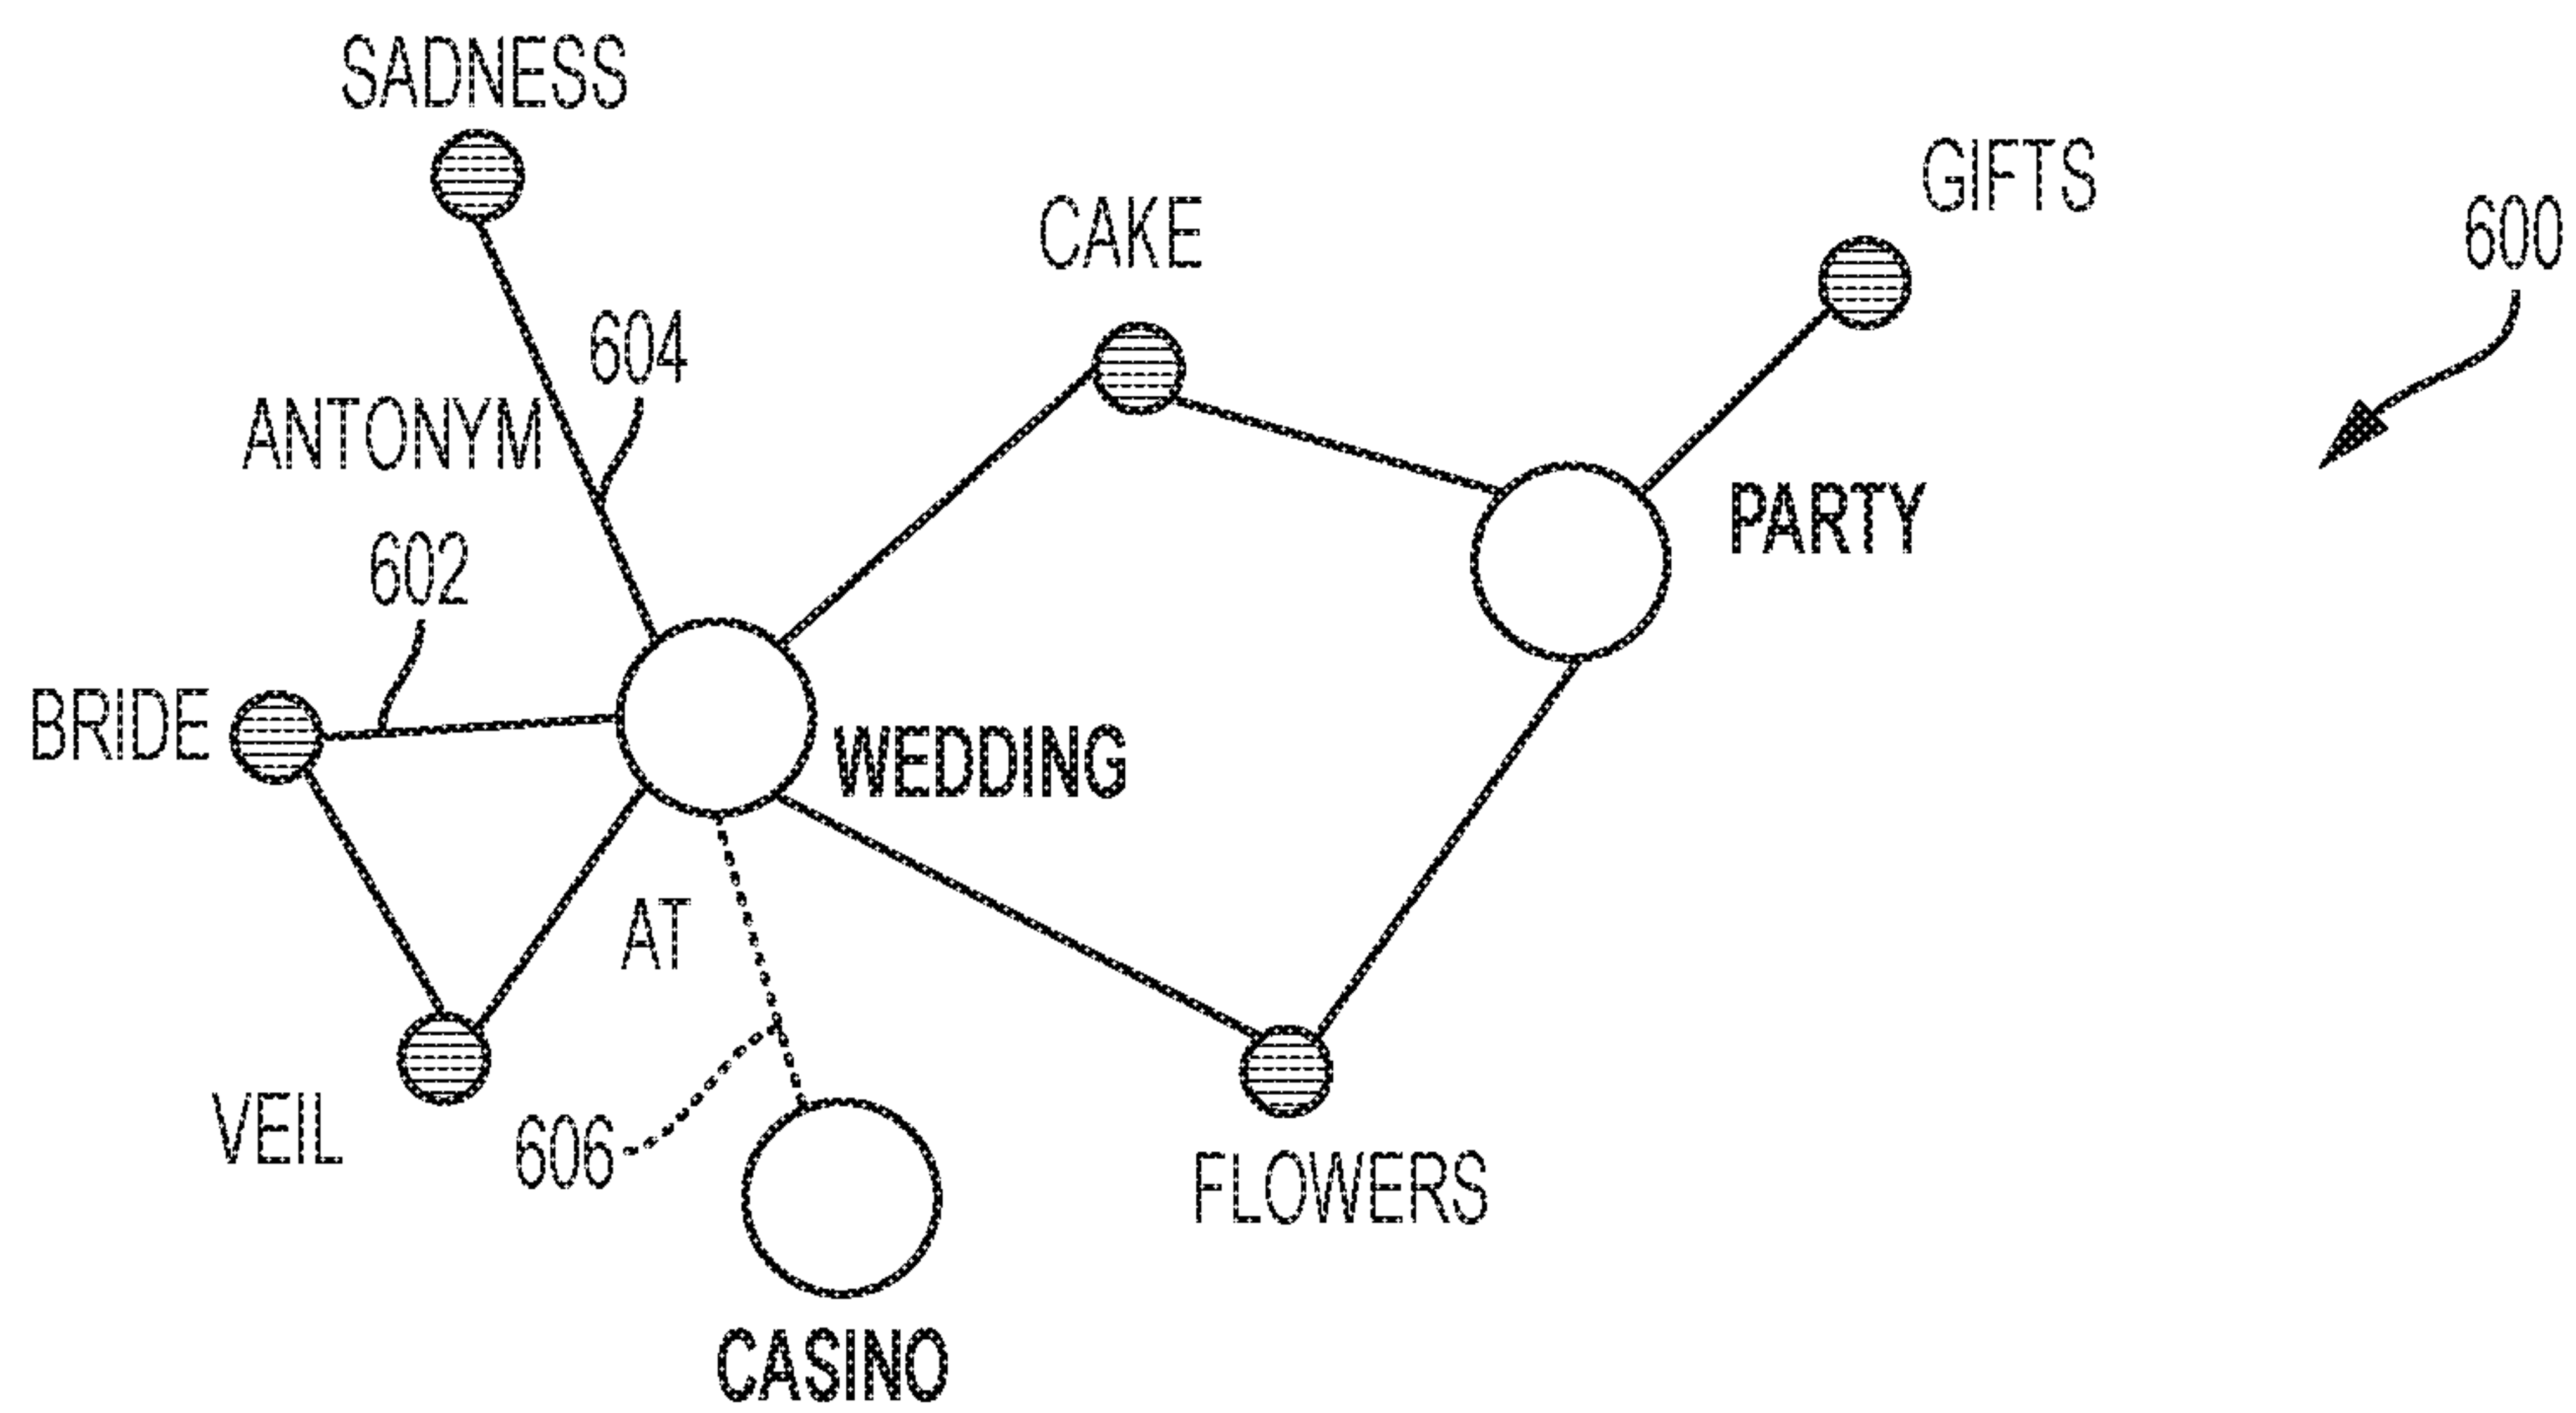 SADNESS
GIFTS
CAKE
600
604
ANTONYM
PARTY
602
BRIDE
WEDDING
AT
VEIL
606
FLOWERS
CASINO